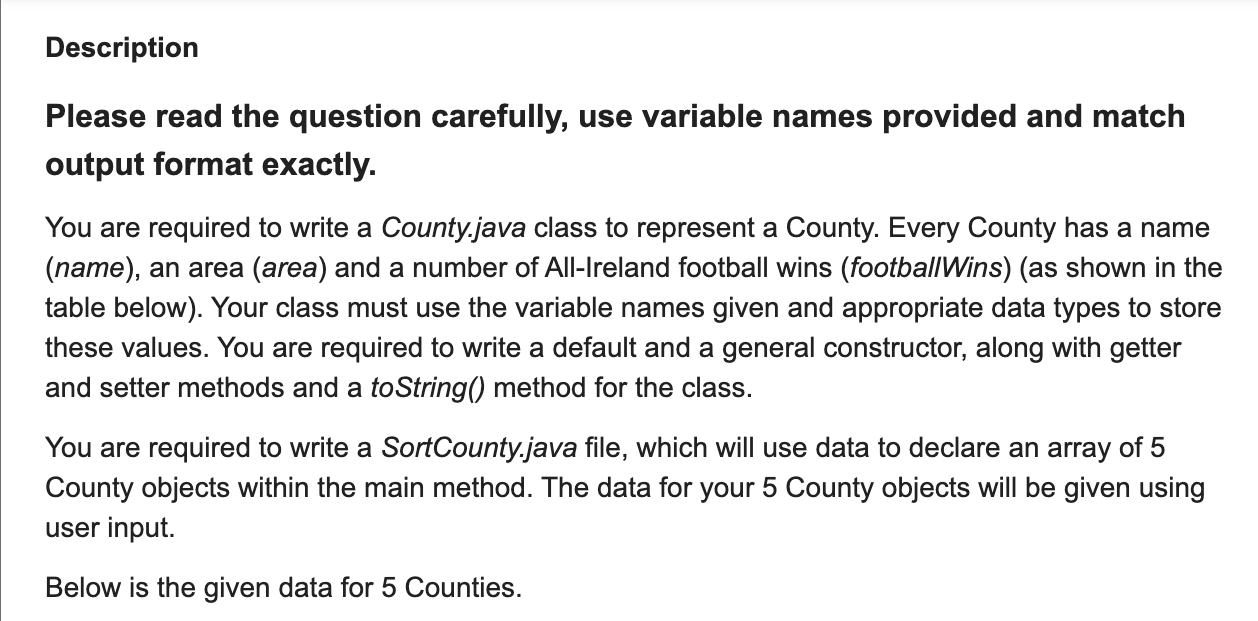 Description
Please read the question carefully, use variable names provided and match
output format exactly.
You are required to write a County.java class to represent a County. Every County has a name
(name), an area (area) and a number of All-Ireland football wins (footballWins) (as shown in the
table below). Your class must use the variable names given and appropriate data types to store
these values. You are required to write a default and a general constructor, along with getter
and setter methods and a toString() method for the class.
You are required to write a SortCounty.java file, which will use data to declare an array of 5
County objects within the main method. The data for your 5 County objects will be given using
user input.
Below is the given data for 5 Counties.